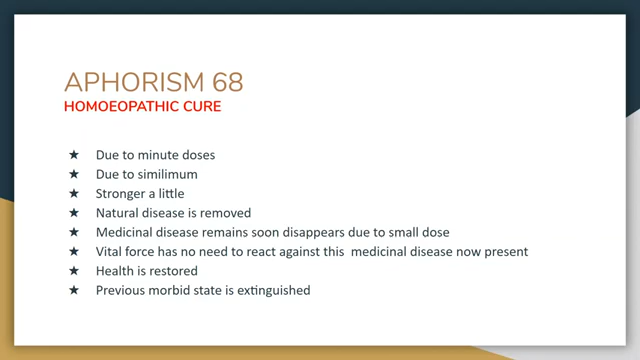 APHORISM 68
HOMOEOPATHIC CURE
★ Due to minute doses
★ Due to similimum
★ Stronger a little
★ Natural disease is removed
★ Medicinal disease remains soon disappears due to small dose
★ Vital force has no need to react against this  medicinal disease now present
★ Health is restored
★ Previous morbid state is extinguished